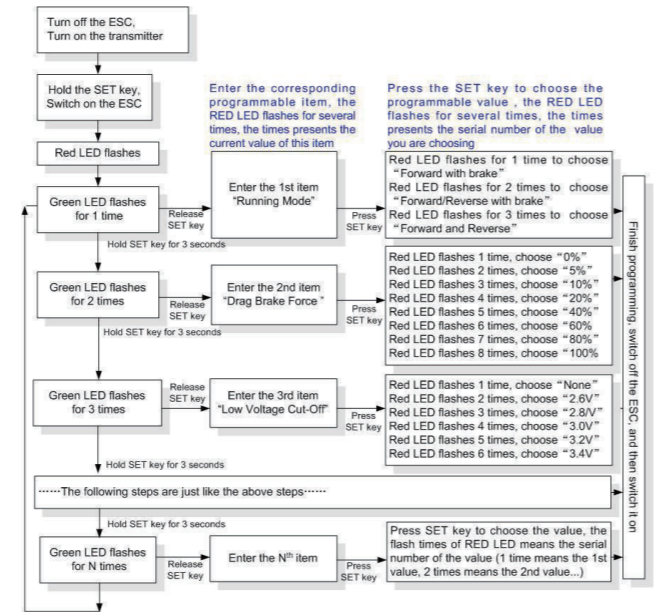 Turn off the ESC,
Turn on the transmitter
Hold the SET key,
Switch on the ESC
Enter the corresponding
programmable item, the
RED LED flashes for several
times, the times presents the
current value of this item
Press the SET key to choose the
programmable value , the RED LED
flashes for several times, the times
presents the serial number of the value
you are choosing
Red LED flashes
Green LED flashes
for 1 time
Release
SET key
Enter the 1st item
“Running Mode”
Press
SET key
Red LED flashes for 1 time to choose
“Forward with brake”
Red LED flashes for 2 times to choose
“Forward/Reverse with brake”
Red LED flashes for 3 times to choose
“Forward and Reverse”
Hold SET key for 3 seconds
Green LED flashes
for 2 times
Release
SET key
Enter the 2nd item
“Drag Brake Force ”
Press
SET key
Red LED flashes 1 time, choose “0%”
Red LED flashes 2 times, choose “5%”
Red LED flashes 3 times, choose “10%”
Red LED flashes 4 times, choose “20%”
Red LED flashes 5 times, choose “40%”
Red LED flashes 6 times, choose “60%
Red LED flashes 7 times, choose “80%”
Red LED flashes 8 times, choose “100%
Hold SET key for 3 seconds
Green LED flashes
for 3 times
Release
SET key
Enter the 3rd item
“Low Voltage Cut-Off”
Press
SET key
Red LED flashes 1 time, choose “None”
Red LED flashes 2 times, choose “2.6V”
Red LED flashes 3 times, choose “2.8/V”
Red LED flashes 4 times, choose “3.0V”
Red LED flashes 5 times, choose “3.2V”
Red LED flashes 6 times, choose “3.4V”
Hold SET key for 3 seconds
······The following steps are just like the above steps······
Hold SET key for 3 seconds
Green LED flashes
for N times
Release
SET key
Enter the Nth item
Press
SET key
Press SET key to choose the value, the
flash times of RED LED means the serial
number of the value (1 time means the 1st
value, 2 times means the 2nd value...)
Finish programming, switch off the ESC, and then switch it on